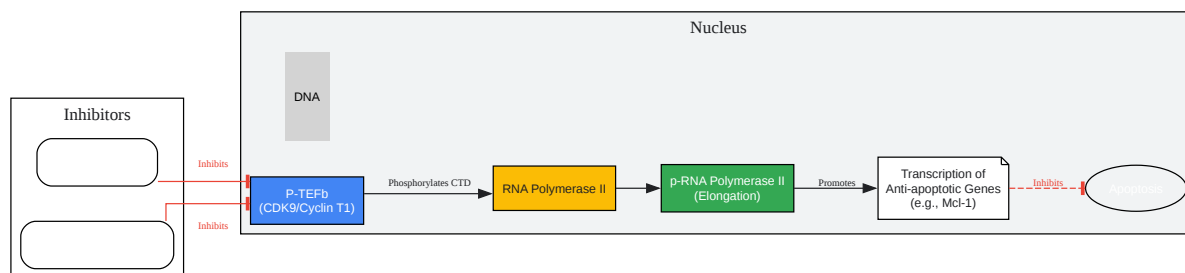 Nucleus
DNA
Inhibitors
Inhibits
P-TEFb
(CDK9/Cyclin T1)
Inhibits
Phosphorylates CTD
RNA Polymerase II
p-RNA Polymerase II
(Elongation)
Promotes
Transcription of
Anti-apoptotic Genes
(e.g., Mcl-1)
Inhibits
Apoptosis